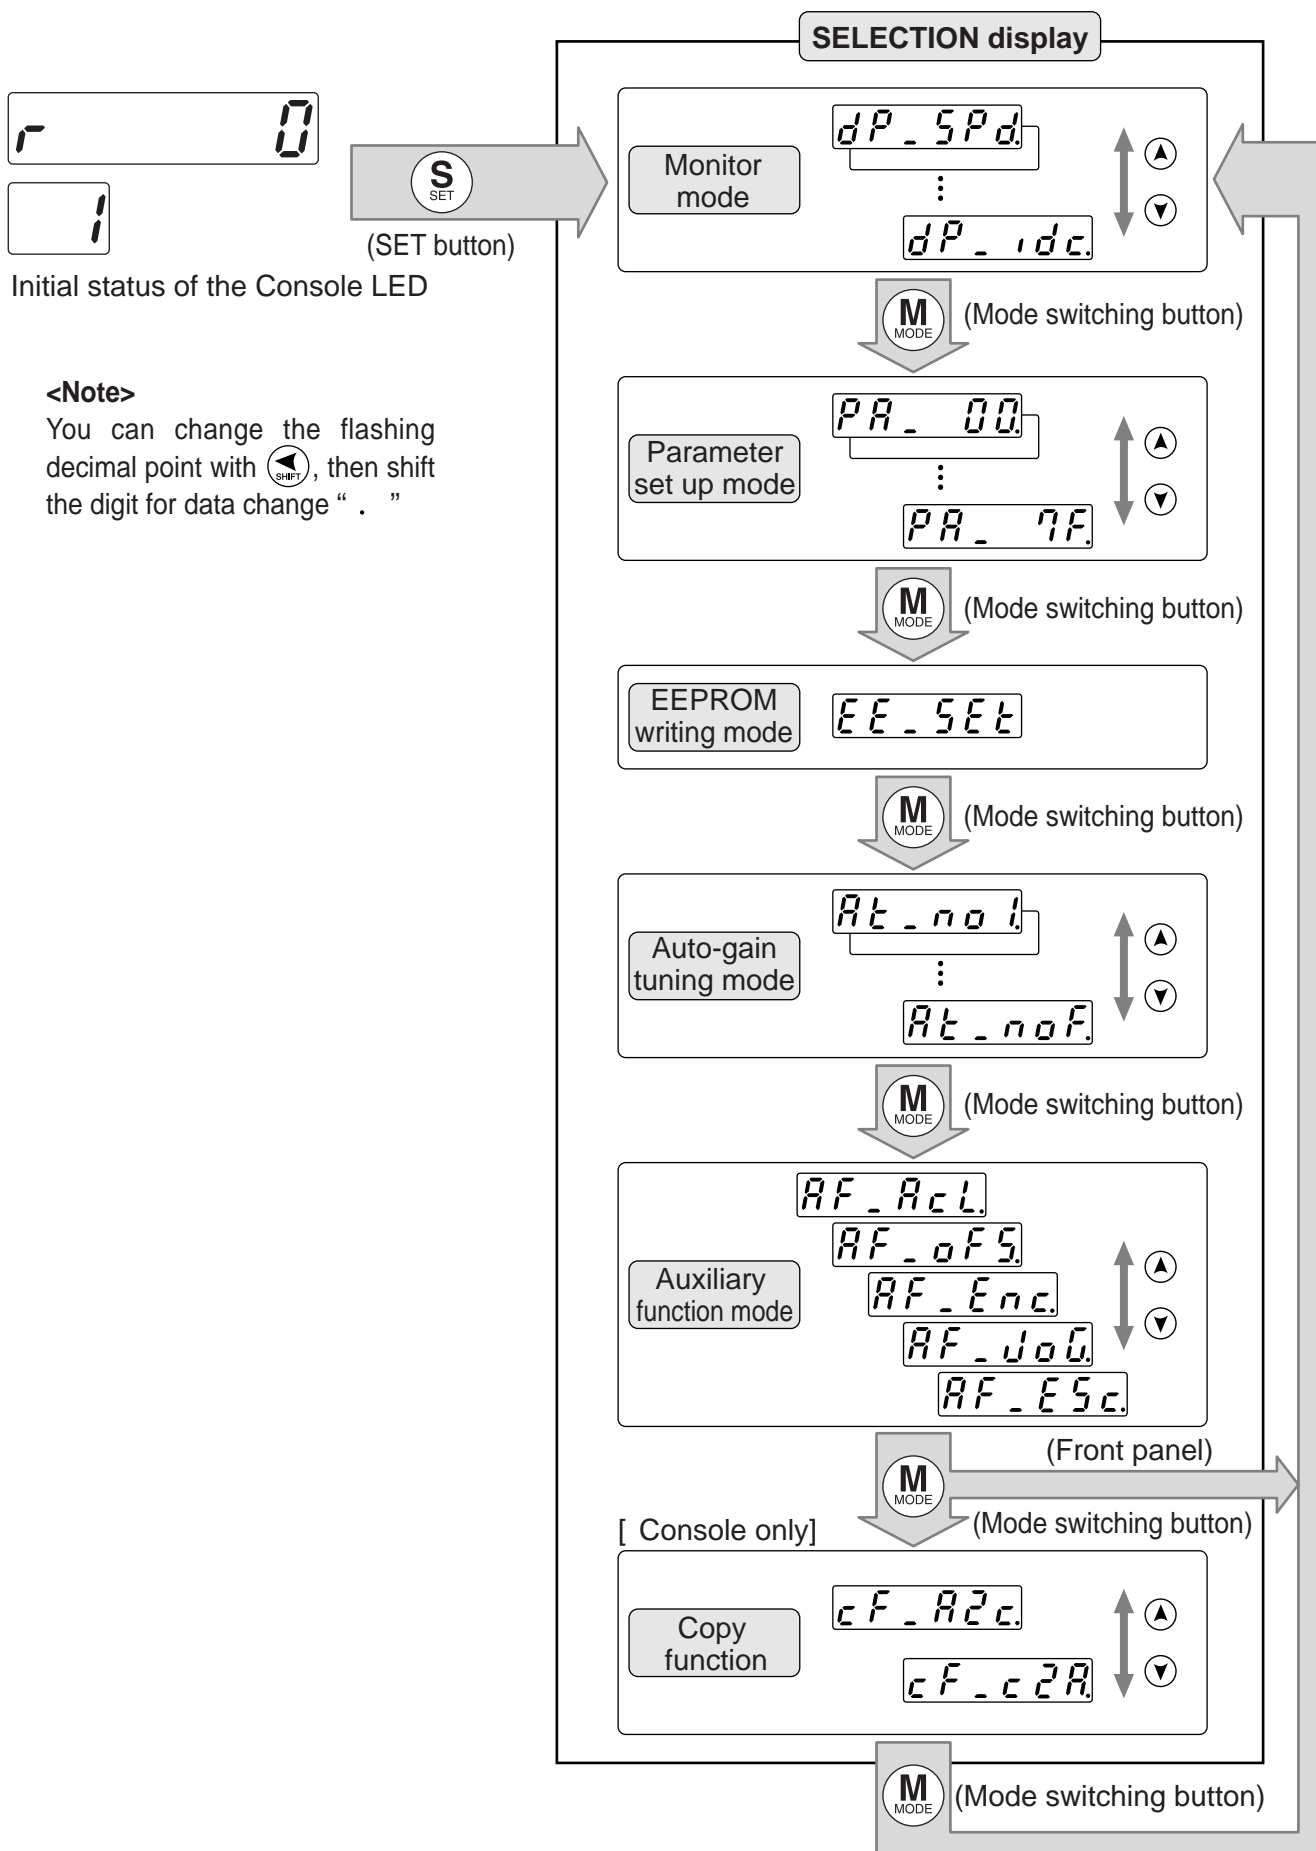 SELECTION display
r 0
1
Initial status of the Console LED
S
SET
(SET button)
<Note>
You can change the flashing
decimal point with SHIFT, then shift
the digit for data change “ . ”
Monitor
mode
dP_SPd.
dP_idc.
M
MODE
(Mode switching button)
Parameter
set up mode
PA_ 00.
PA_ 7F.
M
MODE
(Mode switching button)
EEPROM
writing mode
EE_SEt
M
MODE
(Mode switching button)
Auto-gain
tuning mode
At_no1.
At_noF.
M
MODE
(Mode switching button)
Auxiliary
function mode
AF_AcL.
AF_oFS.
AF_Enc.
AF_JoG.
AF_ESc.
(Front panel)
M
MODE
(Mode switching button)
[ Console only]
Copy
function
cF_A2c.
cF_c2A.
M
MODE
(Mode switching button)